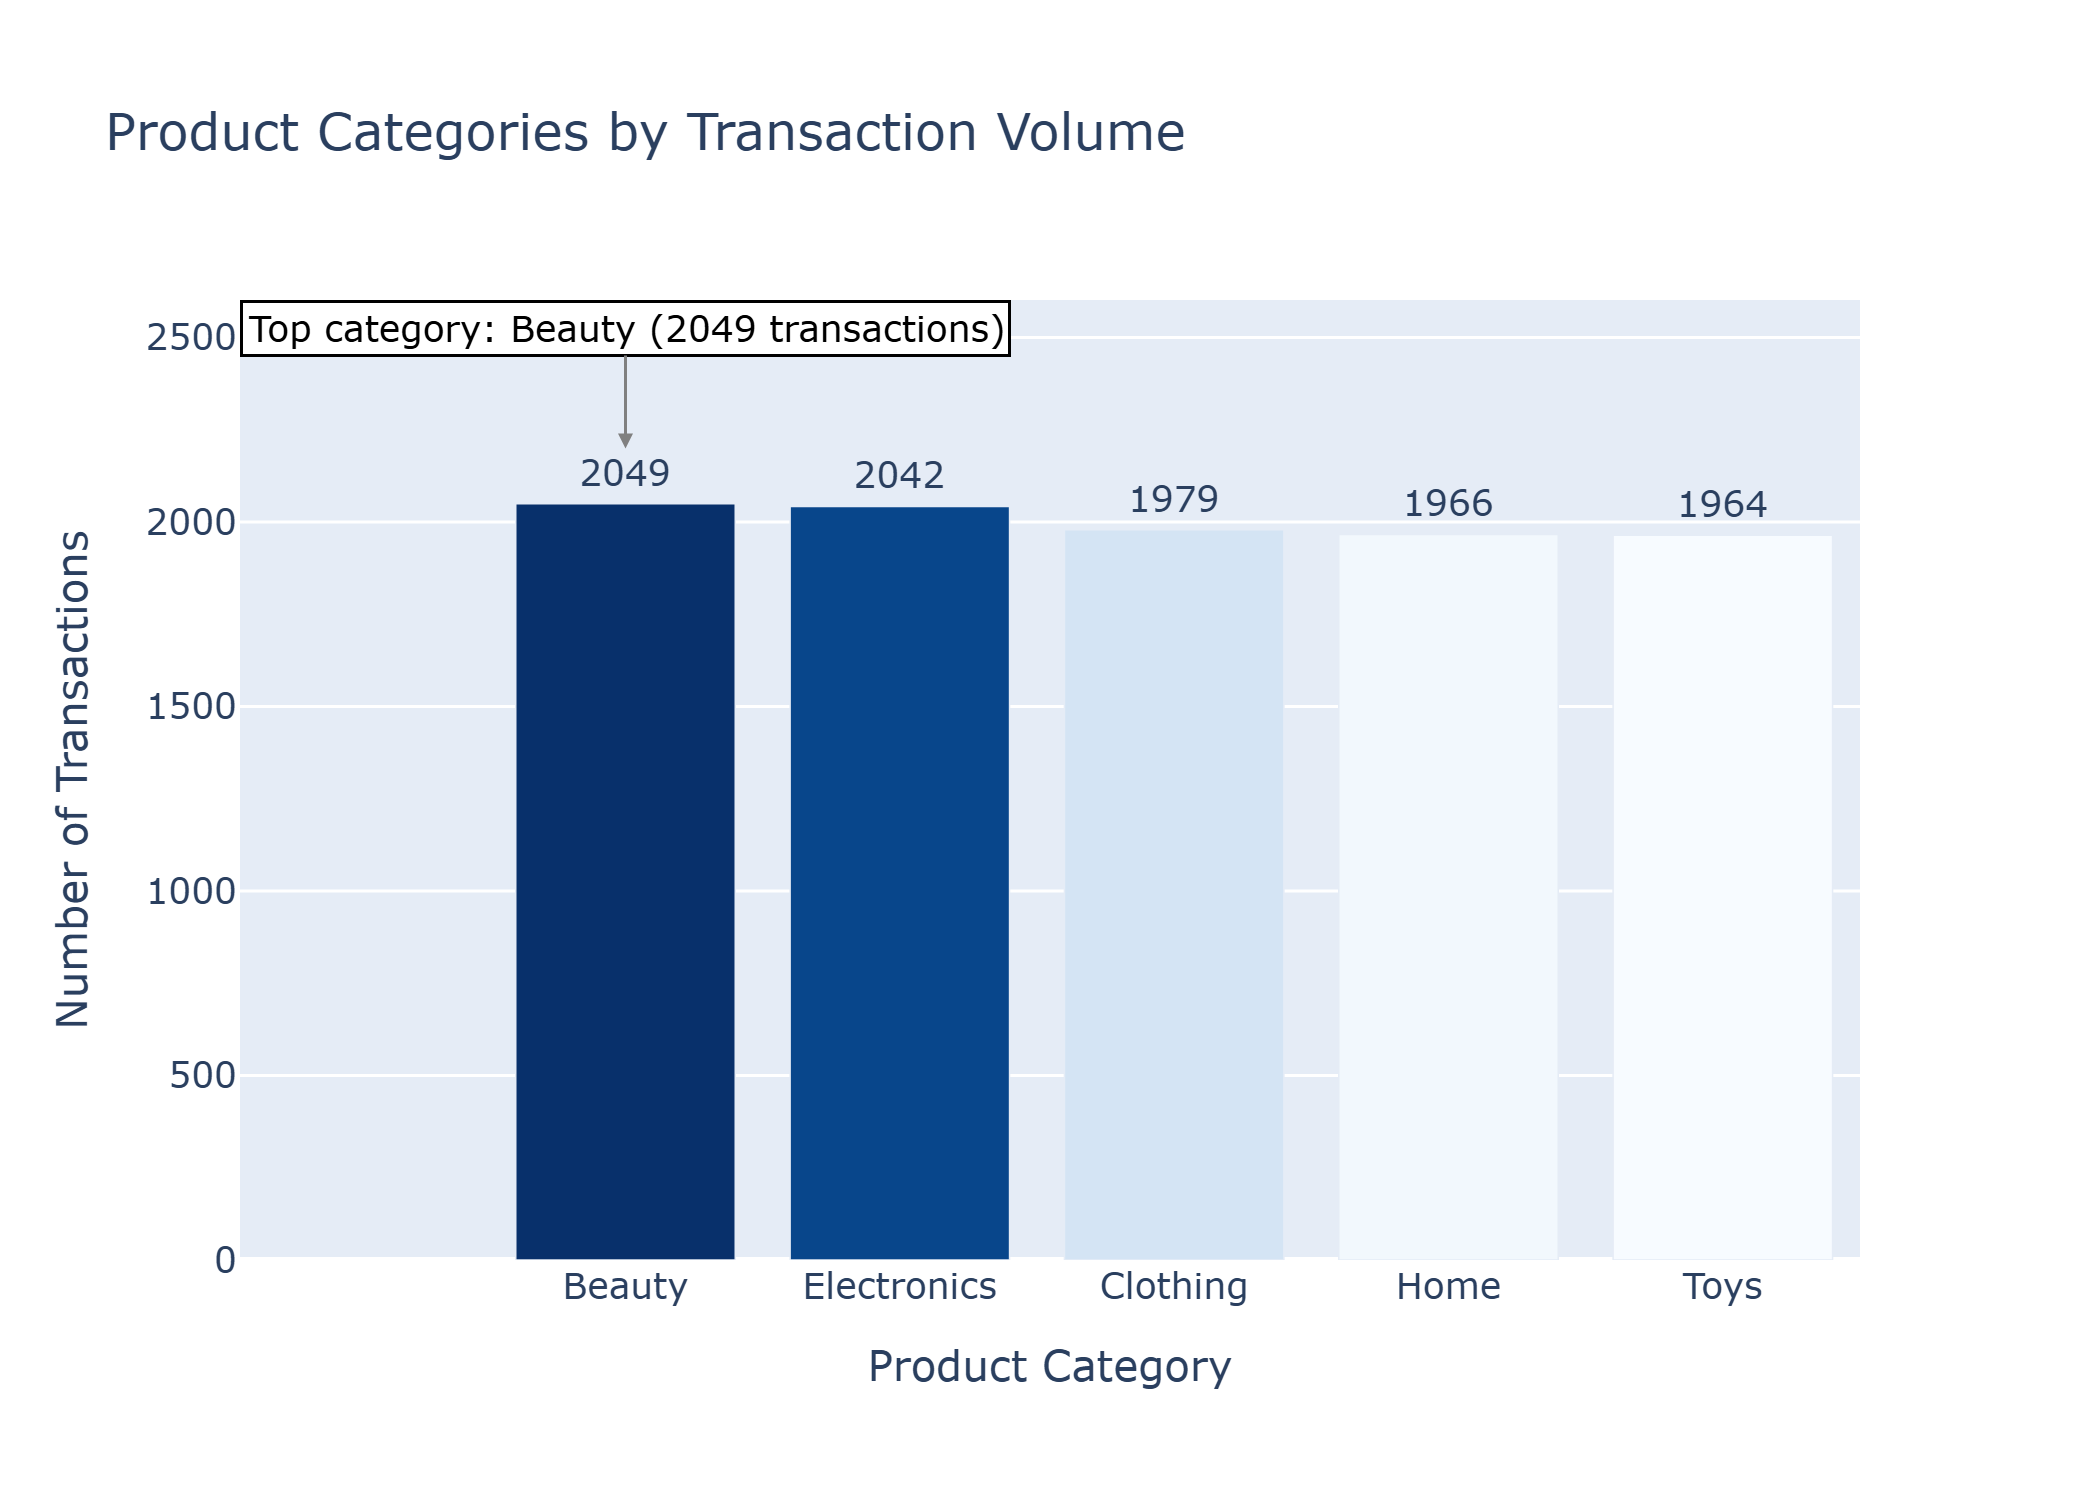 Product Categories by Transaction Volume
Top category: Beauty (2049 transactions)
2500
2000
1500
1000
500
0
Number of Transactions
2049
2042
1979
1966
1964
Beauty
Electronics
Clothing
Home
Toys
Product Category